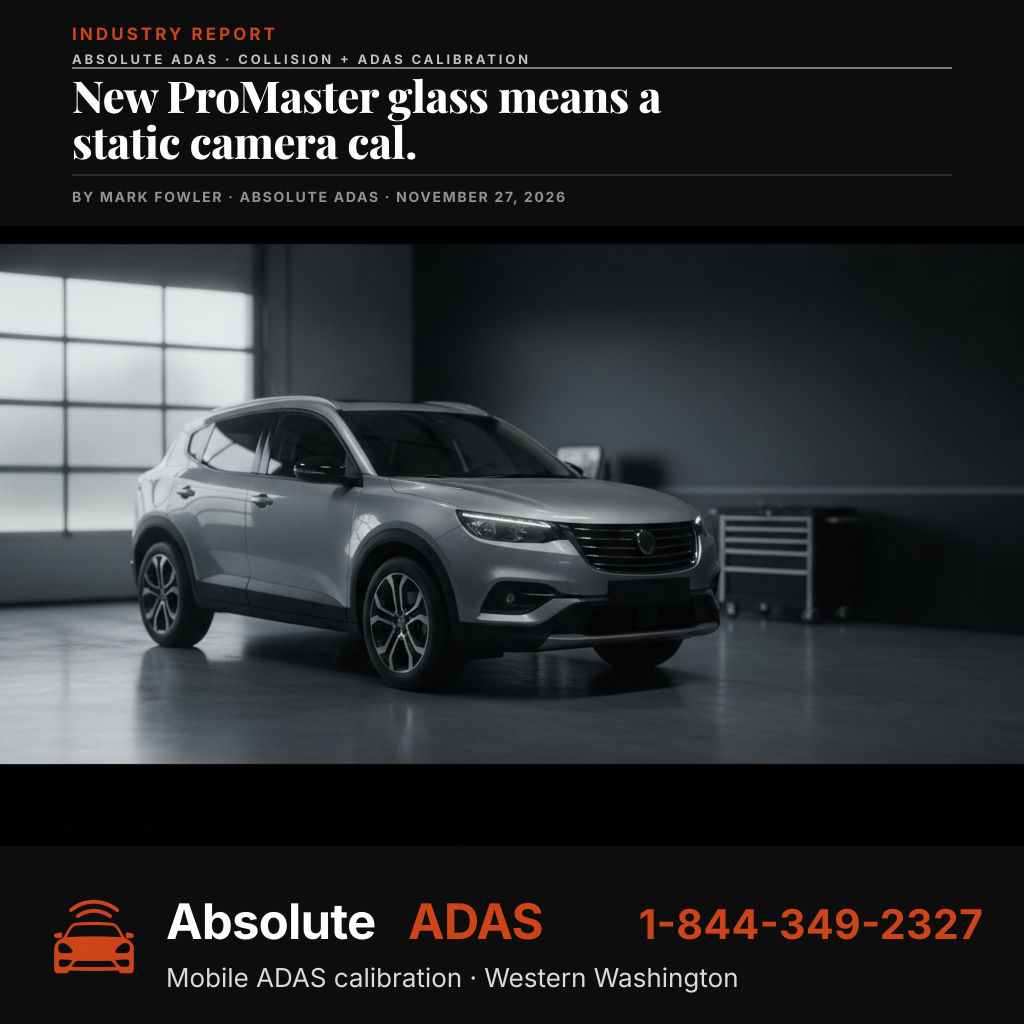 INDUSTRY REPORT
ABSOLUTE ADAS · COLLISION + ADAS CALIBRATION
New ProMaster glass means a
static camera cal.
BY MARK FOWLER · ABSOLUTE ADAS · NOVEMBER 27, 2026
Absolute ADAS 1-844-349-2327
Mobile ADAS calibration · Western Washington